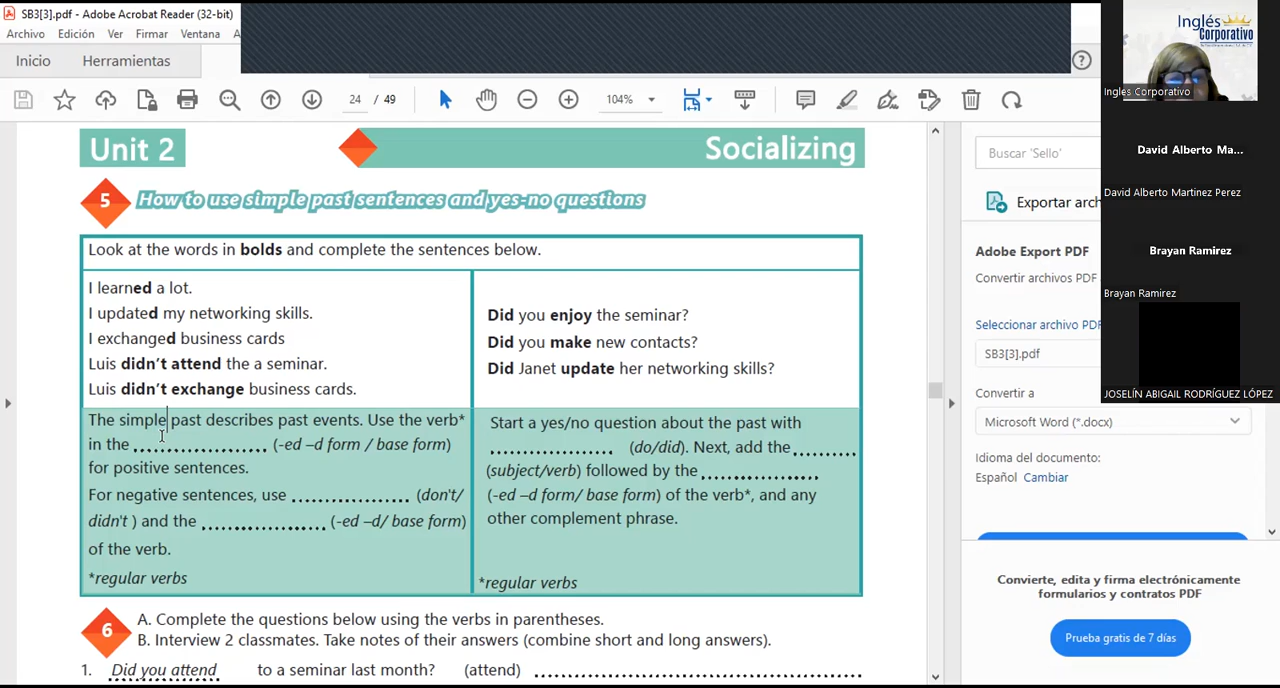 SB3[3].pdf - Adobe Acrobat Reader (32-bit)
Archivo Edición Ver Firmar Ventana A
Inicio Herramientas
24 / 49 104%
Unit 2 Socializing
5 How to use simple past sentences and yes-no questions
Look at the words in bolds and complete the sentences below.
I learned a lot.
I updated my networking skills.
I exchanged business cards
Luis didn't attend the a seminar.
Luis didn't exchange business cards.
Did you enjoy the seminar?
Did you make new contacts?
Did Janet update her networking skills?
The simple past describes past events. Use the verb*
in the ................... (-ed –d form / base form)
for positive sentences.
For negative sentences, use ................. (don't/
didn't ) and the .................. (-ed –d/ base form)
of the verb.
*regular verbs
Start a yes/no question about the past with
.................. (do/did). Next, add the.........
(subject/verb) followed by the .................
(-ed –d form/ base form) of the verb*, and any
other complement phrase.
*regular verbs
6 A. Complete the questions below using the verbs in parentheses.
B. Interview 2 classmates. Take notes of their answers (combine short and long answers).
1. Did you attend to a seminar last month? (attend) ................................................
Buscar 'Sello'
Exportar arch
Adobe Export PDF
Convertir archivos PDF
Seleccionar archivo PDF
SB3[3].pdf
Convertir a
Microsoft Word (*.docx)
Idioma del documento:
Español Cambiar
Convierte, edita y firma electrónicamente
formularios y contratos PDF
Prueba gratis de 7 días
Inglés
Corporativo
Ingles Corporativo
David Alberto Ma...
David Alberto Martinez Perez
Brayan Ramirez
Brayan Ramirez
JOSELÍN ABIGAIL RODRÍGUEZ LÓPEZ